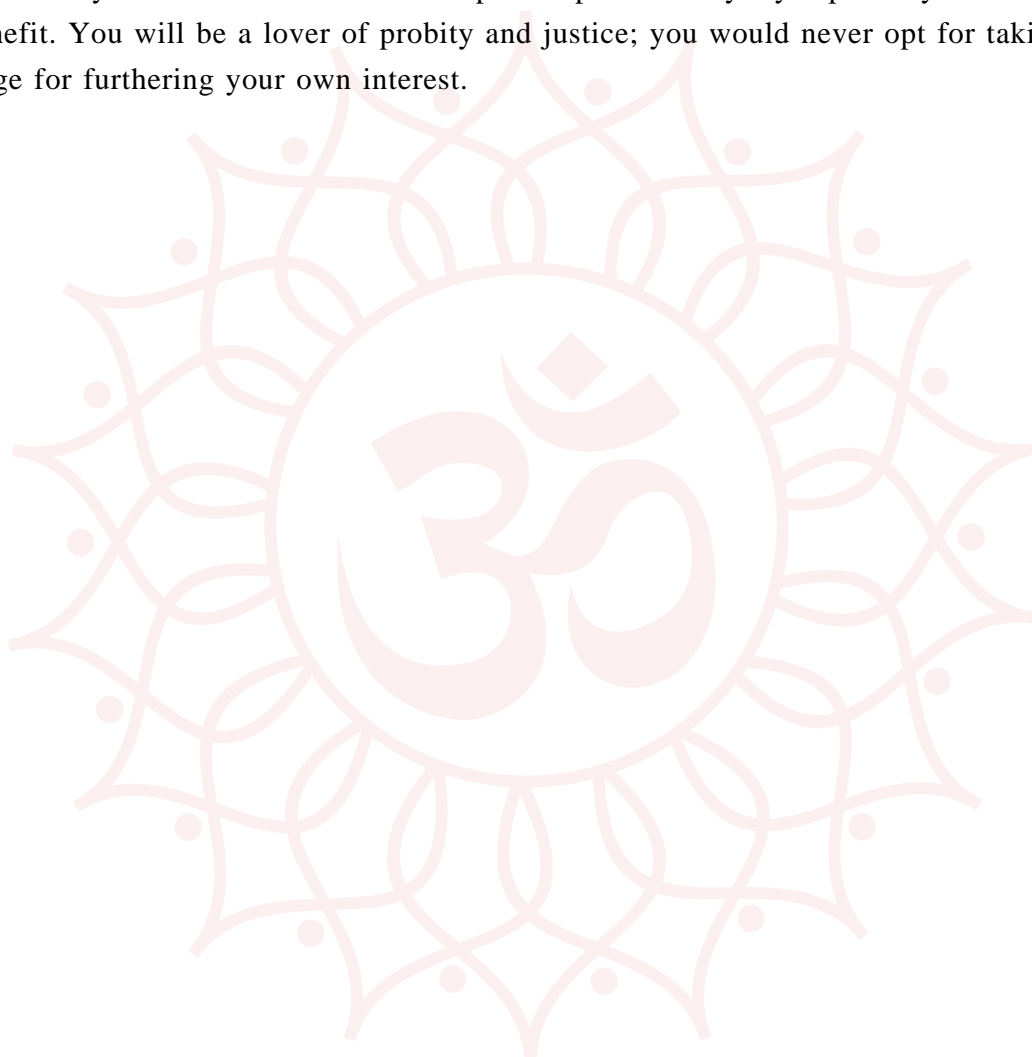 nefit. You will be a lover of probity and justice; you would never opt for taki
ge for furthering your own interest.
ॐ